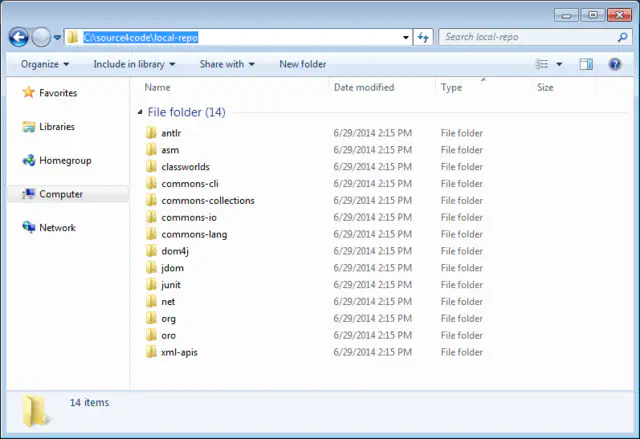 C:\source4code\local-repo
Search local-repo
Organize Include in library Share with New folder
Favorites
Libraries
Homegroup
Computer
Network
Name Date modified Type Size
File folder (14)
antlr 6/29/2014 2:15 PM File folder
asm 6/29/2014 2:15 PM File folder
classworlds 6/29/2014 2:15 PM File folder
commons-cli 6/29/2014 2:15 PM File folder
commons-collections 6/29/2014 2:15 PM File folder
commons-io 6/29/2014 2:15 PM File folder
commons-lang 6/29/2014 2:15 PM File folder
dom4j 6/29/2014 2:15 PM File folder
jdom 6/29/2014 2:15 PM File folder
junit 6/29/2014 2:15 PM File folder
net 6/29/2014 2:15 PM File folder
org 6/29/2014 2:15 PM File folder
oro 6/29/2014 2:15 PM File folder
xml-apis 6/29/2014 2:15 PM File folder
14 items